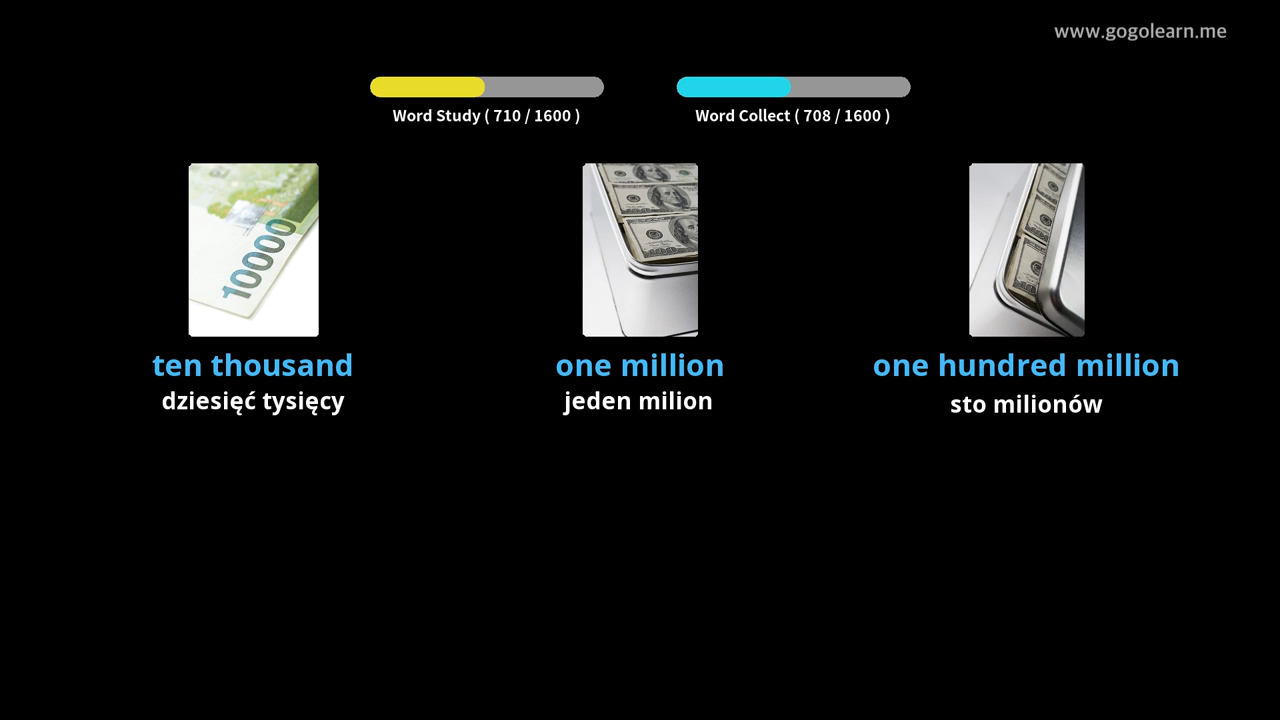 www.gogolearn.me
Word Study ( 710 / 1600 )
Word Collect ( 708 / 1600 )
10000
ten thousand
one million
one hundred million
dziesięć tysięcy
jeden milion
sto milionów